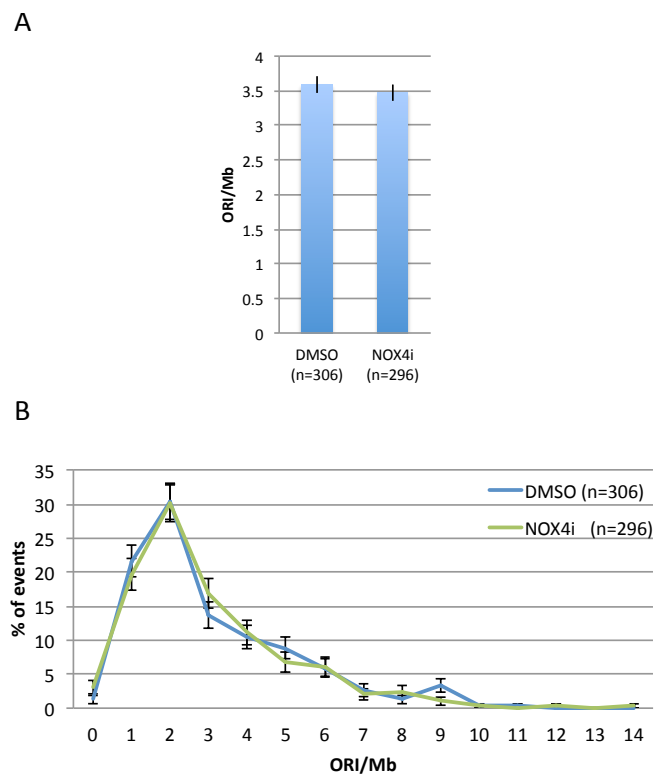 A
4
3.5
3
2.5
2
1.5
1
0.5
0
ORI/Mb
DMSO NOX4i
(n=306) (n=296)
B
35
30
25
20
15
10
5
0
% of events
DMSO (n=306)
NOX4i (n=296)
0 1 2 3 4 5 6 7 8 9 10 11 12 13 14
ORI/Mb